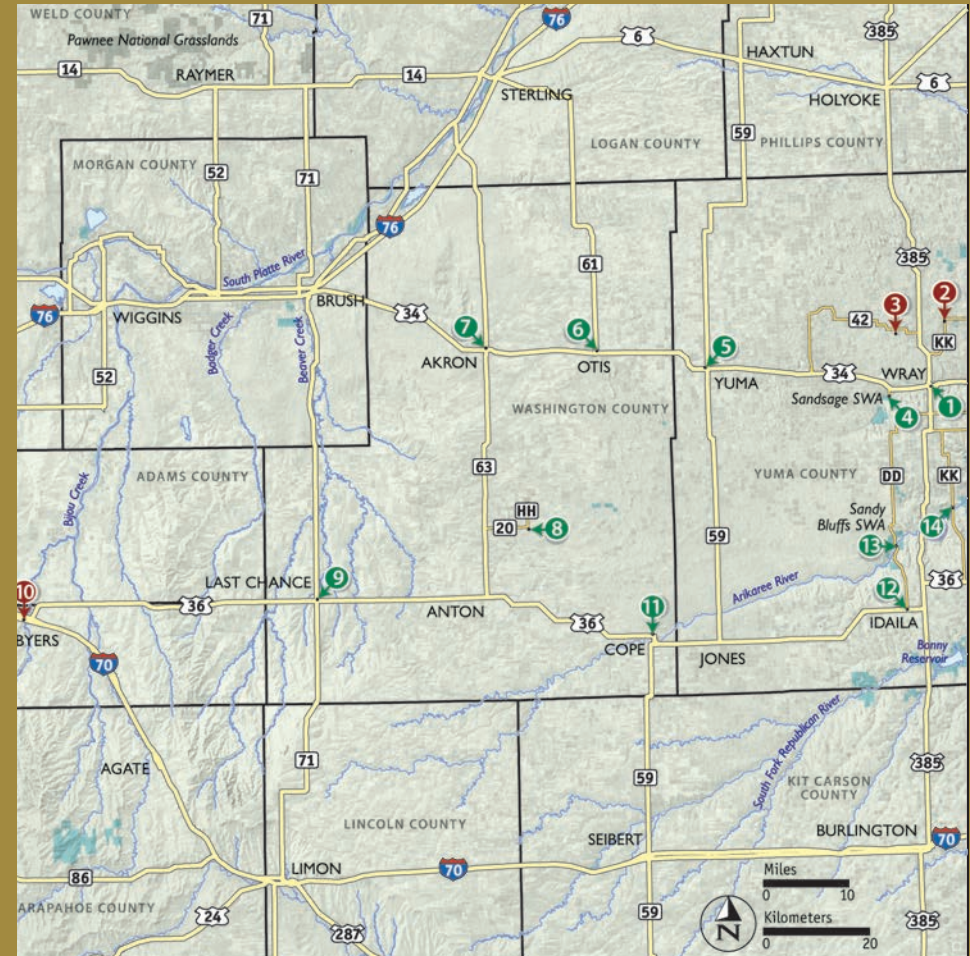 WELD COUNTY
71
76
6
385
Pawnee National Grasslands
HAXTUN
14
RAYMER
14
STERLING
6
HOLYOKE
LOGAN COUNTY
59
PHILLIPS COUNTY
MORGAN COUNTY
52
71
76
385
61
South Platte River
3
2
76
WIGGINS
BRUSH
34
42
KK
7
6
5
Badger Creek
Beaver Creek
AKRON
OTIS
YUMA
34
WRAY
52
Sandsage SWA
4
1
WASHINGTON COUNTY
63
ADAMS COUNTY
YUMA COUNTY
DD
KK
Bijou Creek
HH
20
8
Sandy
Bluffs SWA
14
59
13
LAST CHANCE
9
10
36
ANTON
Arikaree River
36
12
11
36
IDAILA
BYERS
COPE
JONES
Bonny
Reservoir
70
South Fork Republican River
AGATE
71
59
385
KIT CARSON
COUNTY
LINCOLN COUNTY
SEIBERT
BURLINGTON
70
86
LIMON
70
Miles
0 10
ARAPAHOE COUNTY
24
287
59
N
Kilometers
0 20
385